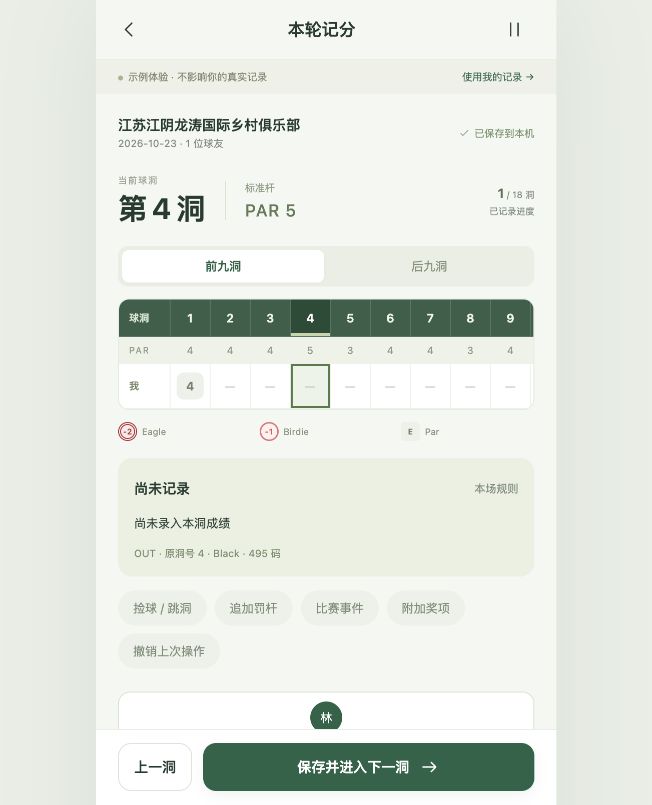 本轮记分
示例体验 · 不影响你的真实记录 使用我的记录 →
江苏江阴龙涛国际乡村俱乐部
2026-10-23 · 1 位球友
✓ 已保存到本机
当前球洞
第 4 洞
标准杆
PAR 5
1 / 18 洞
已记录进度
前九洞 后九洞
球洞 1 2 3 4 5 6 7 8 9
PAR 4 4 4 5 3 4 4 3 4
我 4 — — — — — — — —
-2 Eagle -1 Birdie E Par
尚未记录 本场规则
尚未录入本洞成绩
OUT · 原洞号 4 · Black · 495 码
捡球 / 跳洞 追加罚杆 比赛事件 附加奖项
撤销上次操作
林
上一洞 保存并进入下一洞 →